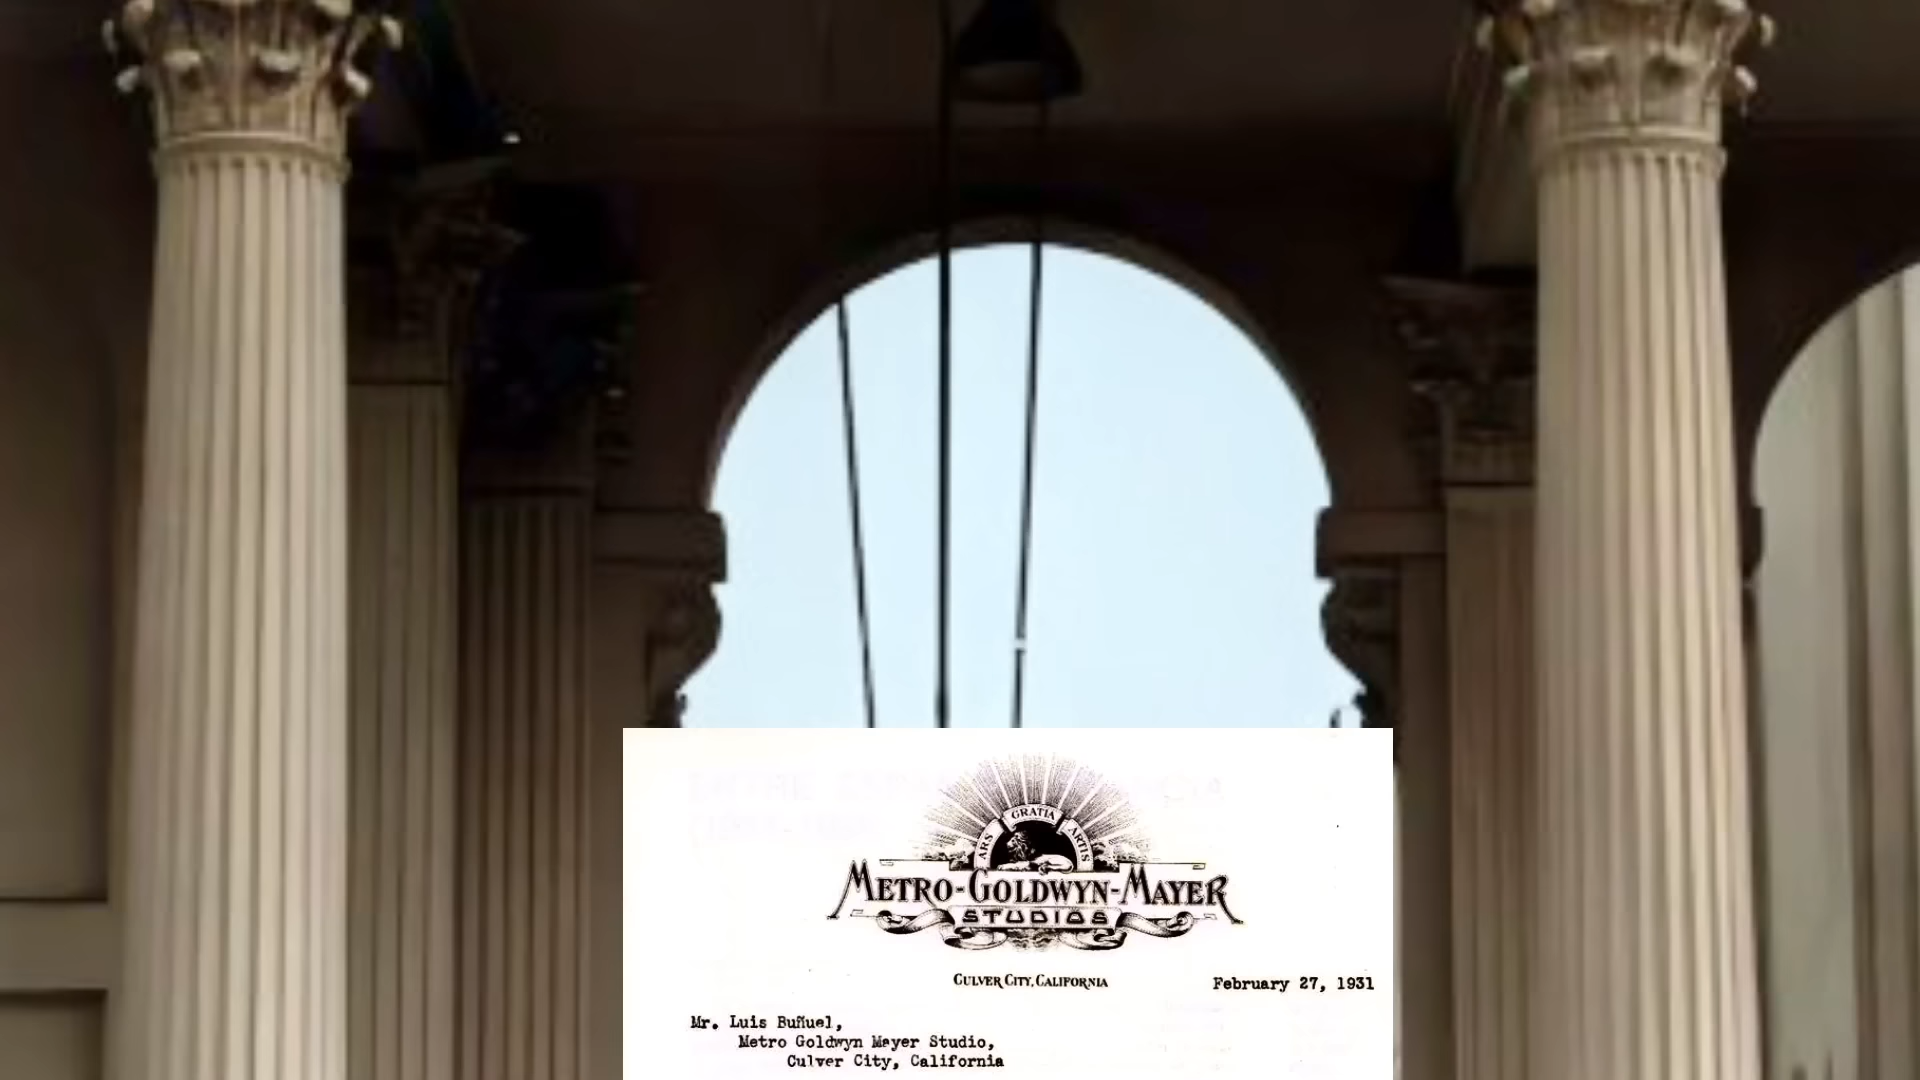 ARS GRATIA ARTIS
METRO-GOLDWYN-MAYER
STUDIOS
CULVER CITY, CALIFORNIA
February 27, 1931
Mr. Luis Buñuel,
Metro Goldwyn Mayer Studio,
Culver City, California